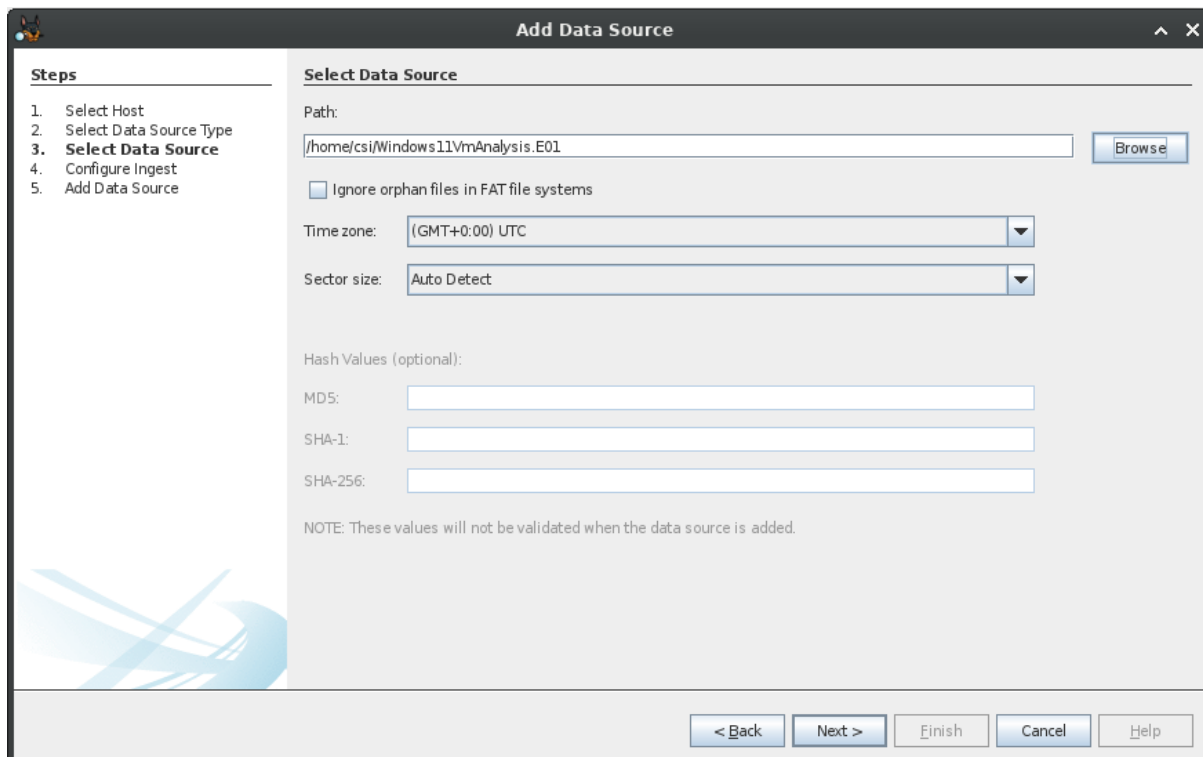 Add Data Source
Steps
1. Select Host
2. Select Data Source Type
3. Select Data Source
4. Configure Ingest
5. Add Data Source
Select Data Source
Path:
/home/csi/Windows11VmAnalysis.E01
Browse
Ignore orphan files in FAT file systems
Time zone: (GMT+0:00) UTC
Sector size: Auto Detect
Hash Values (optional):
MD5:
SHA-1:
SHA-256:
NOTE: These values will not be validated when the data source is added.
< Back Next > Finish Cancel Help